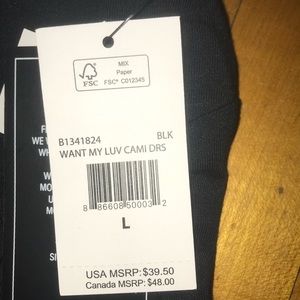 FSC
MIX
Paper
FSC® C012345
B1341824 BLK
WANT MY LUV CAMI DRS
8 86608 50003 2
L
USA MSRP: $39.50
Canada MSRP: $48.00
WE